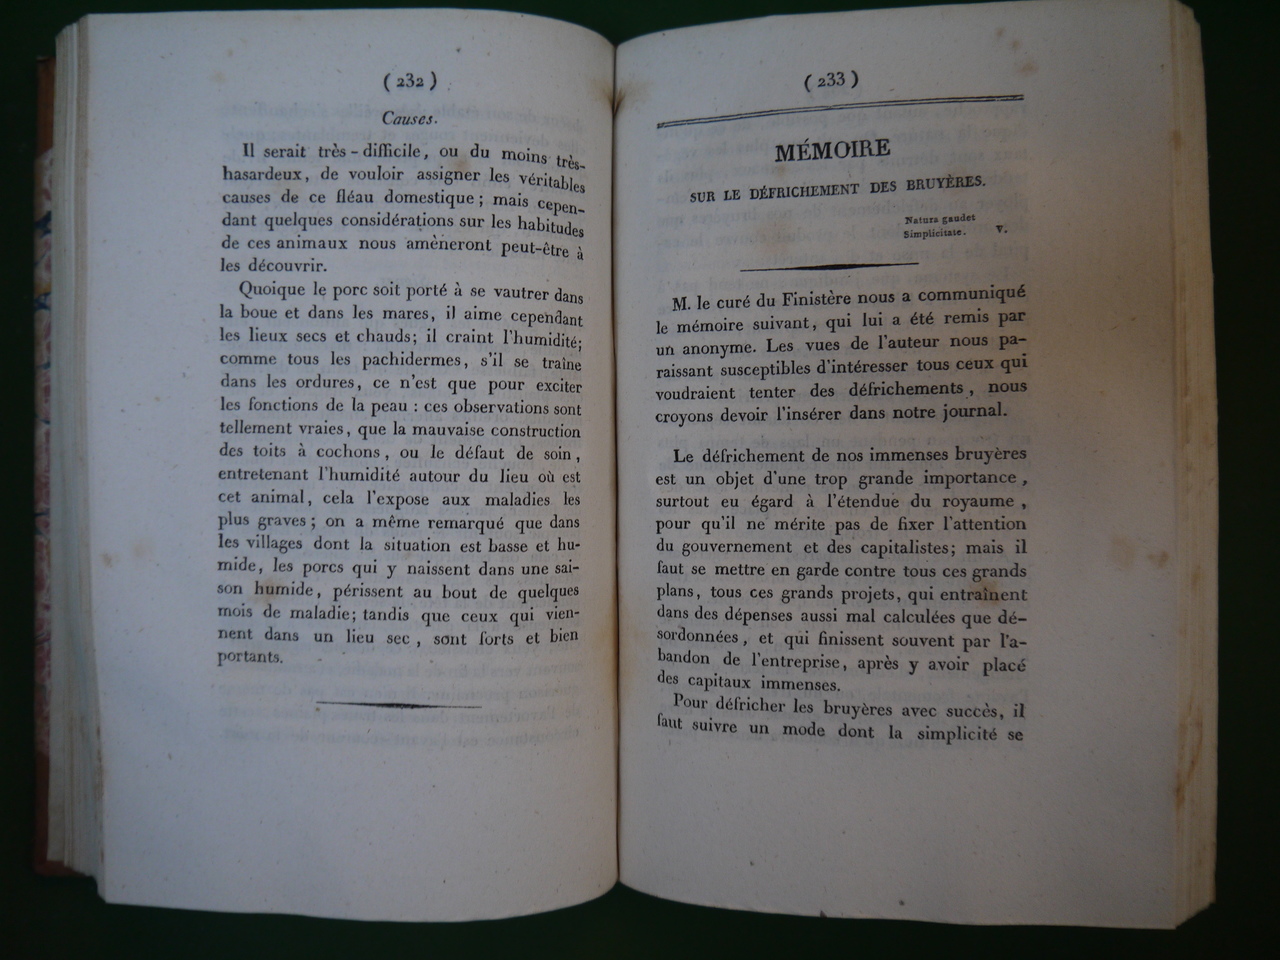 ( 232 )
Causes.
Il serait très-difficile, ou du moins très-
hasardeux, de vouloir assigner les véritables
causes de ce fléau domestique ; mais cepen-
dant quelques considérations sur les habitudes
de ces animaux nous amèneront peut-être à
les découvrir.
Quoique le porc soit porté à se vautrer dans
la boue et dans les mares, il aime cependant
les lieux secs et chauds; il craint l'humidité;
comme tous les pachidermes, s'il se traîne
dans les ordures, ce n'est que pour exciter
les fonctions de la peau : ces observations sont
tellement vraies, que la mauvaise construction
des toits à cochons, ou le défaut de soin,
entretenant l'humidité autour du lieu où est
cet animal, cela l'expose aux maladies les
plus graves ; on a même remarqué que dans
les villages dont la situation est basse et hu-
mide, les porcs qui y naissent dans une sai-
son humide, périssent au bout de quelques
mois de maladie; tandis que ceux qui vien-
nent dans un lieu sec, sont forts et bien
portants.
( 233 )
MÉMOIRE
SUR LE DÉFRICHEMENT DES BRUYÈRES.
Natura gaudet
Simplicitate. V.
M. le curé du Finistère nous a communiqué
le mémoire suivant, qui lui a été remis par
un anonyme. Les vues de l'auteur nous pa-
raissant susceptibles d'intéresser tous ceux qui
voudraient tenter des défrichements, nous
croyons devoir l'insérer dans notre journal.
Le défrichement de nos immenses bruyères
est un objet d'une trop grande importance,
surtout eu égard à l'étendue du royaume,
pour qu'il ne mérite pas de fixer l'attention
du gouvernement et des capitalistes; mais il
faut se mettre en garde contre tous ces grands
plans, tous ces grands projets, qui entraînent
dans des dépenses aussi mal calculées que dé-
sordonnées, et qui finissent souvent par l'a-
bandon de l'entreprise, après y avoir placé
des capitaux immenses.
Pour défricher les bruyères avec succès, il
faut suivre un mode dont la simplicité se